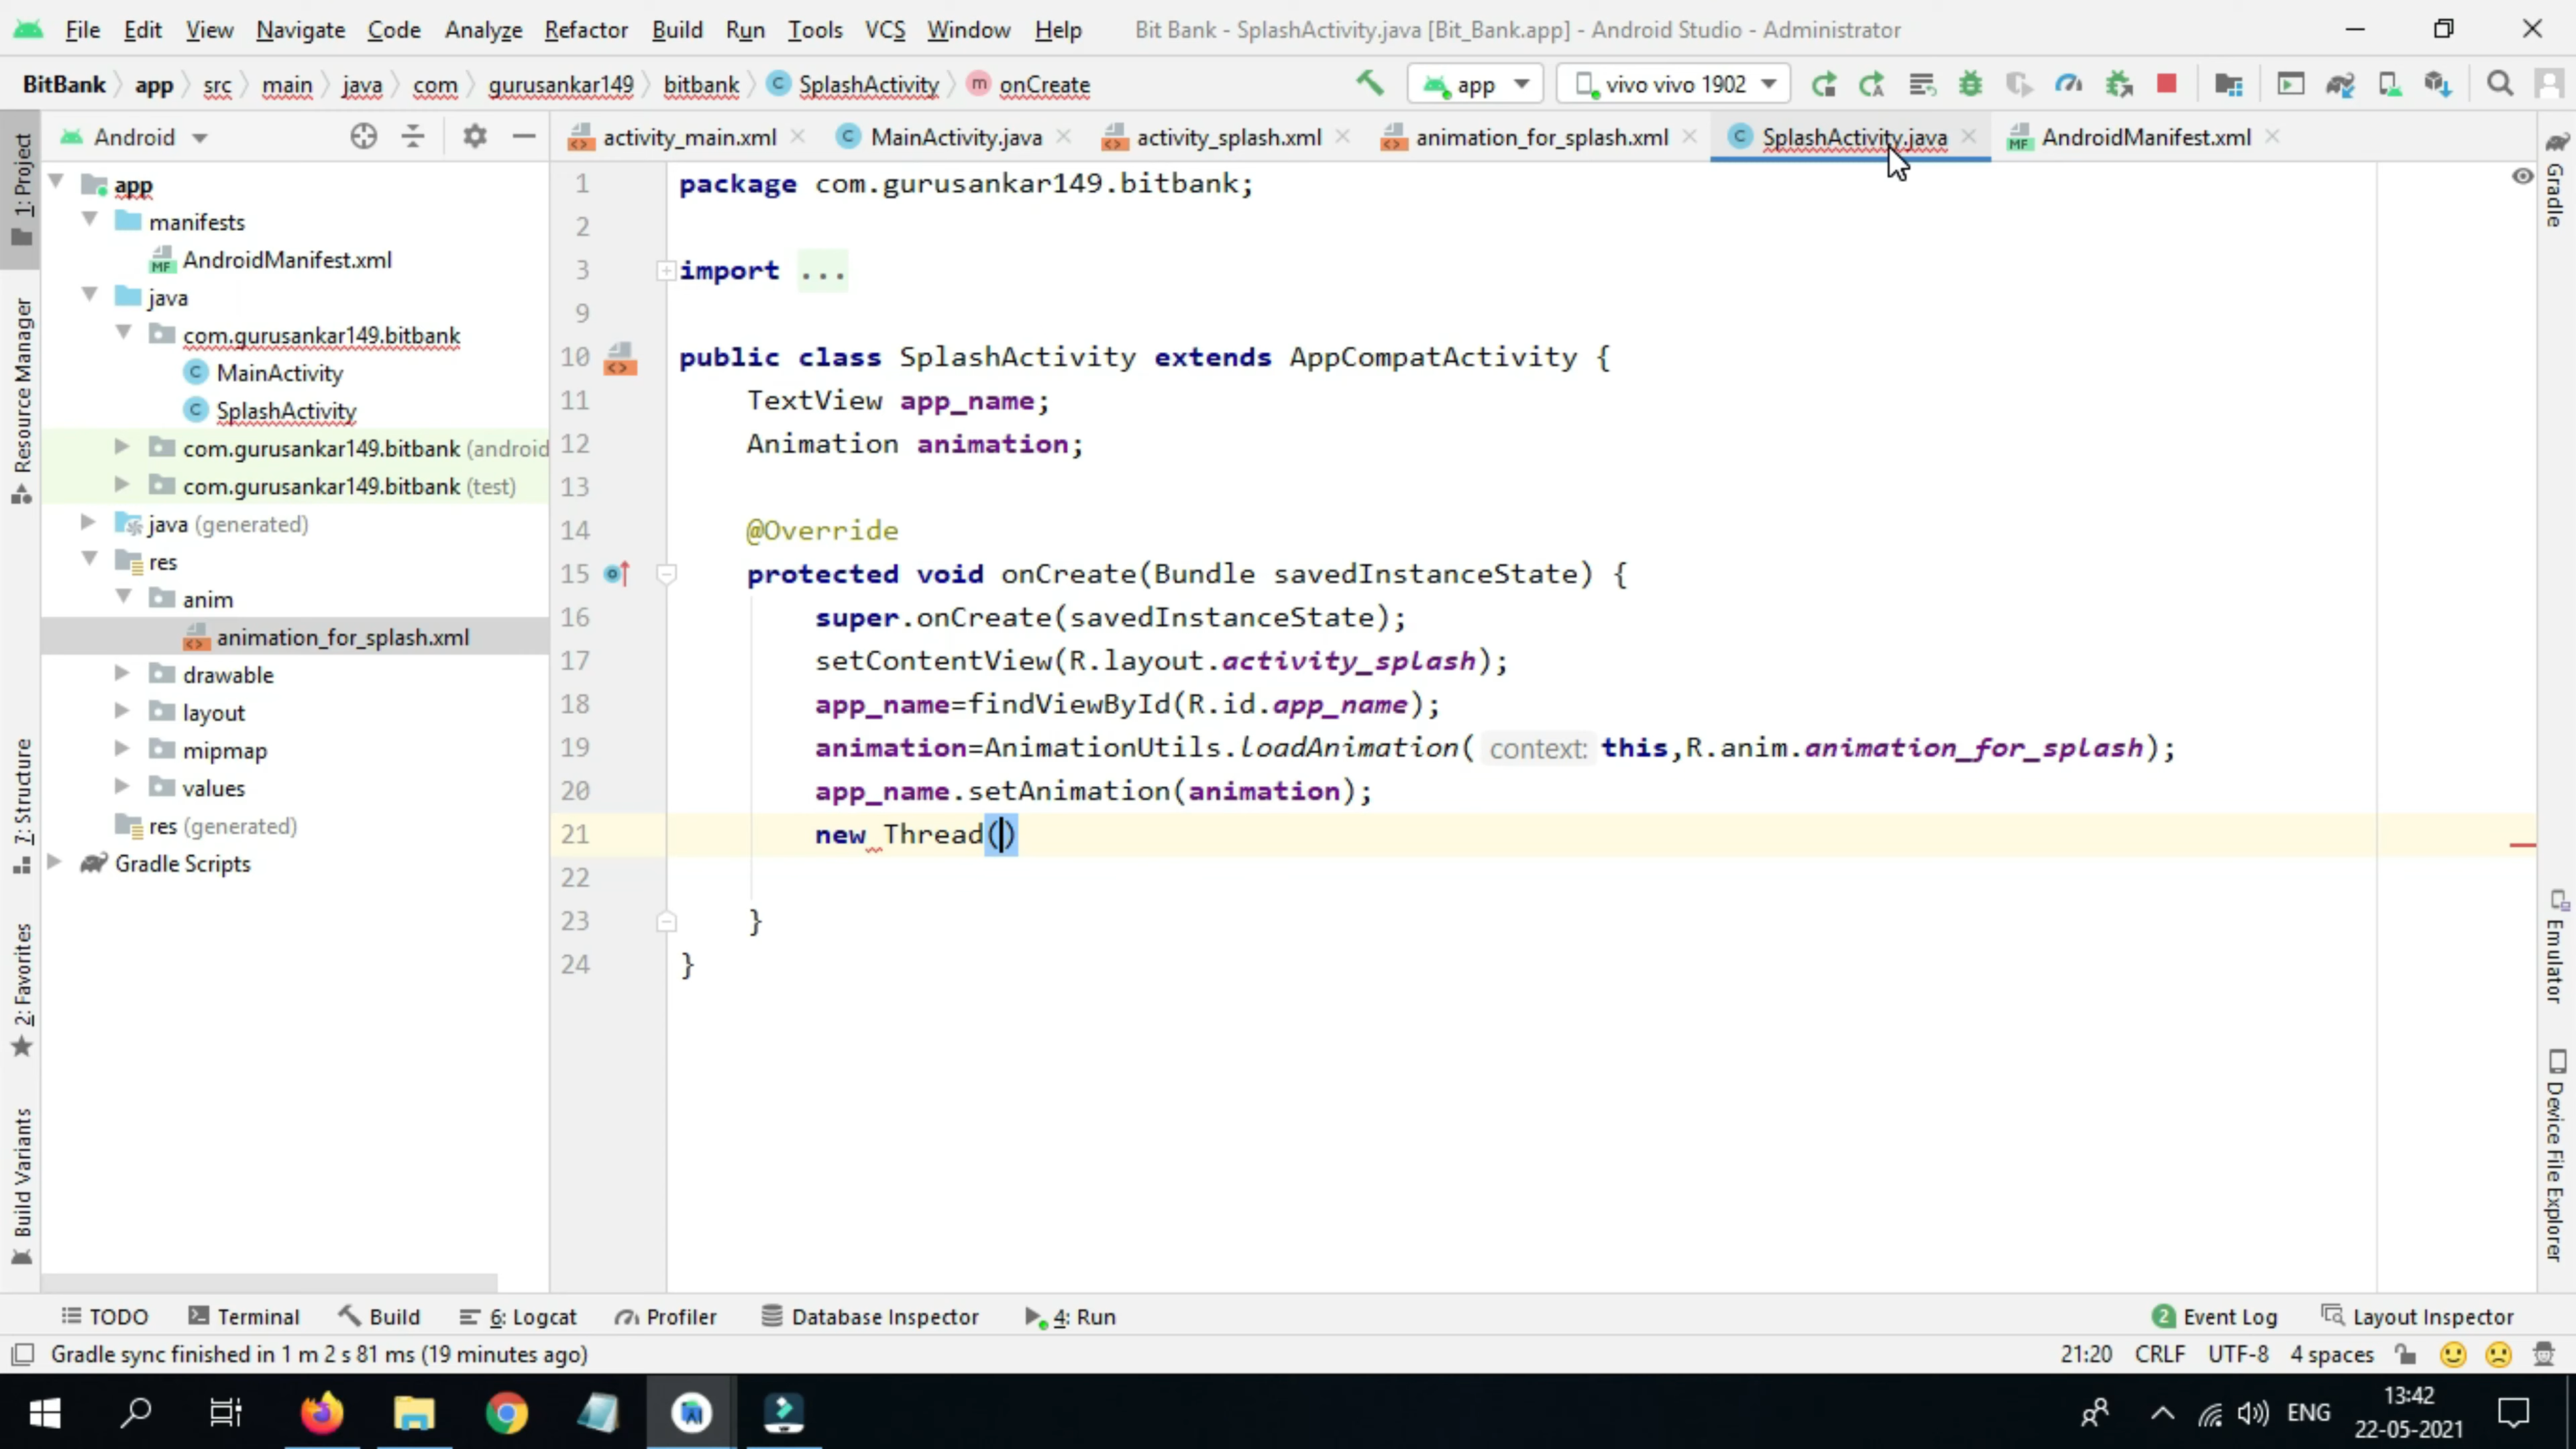 File Edit View Navigate Code Analyze Refactor Build Run Tools VCS Window Help Bit Bank - SplashActivity.java [Bit_Bank.app] - Android Studio - Administrator
BitBank app src main java com gurusankar149 bitbank C SplashActivity m onCreate app vivo vivo 1902
Android
activity_main.xml C MainActivity.java activity_splash.xml animation_for_splash.xml C SplashActivity.java MF AndroidManifest.xml
1: Project
Resource Manager
7: Structure
2: Favorites
Build Variants
app
manifests
MF AndroidManifest.xml
java
com.gurusankar149.bitbank
C MainActivity
C SplashActivity
com.gurusankar149.bitbank (android
com.gurusankar149.bitbank (test)
java (generated)
res
anim
animation_for_splash.xml
drawable
layout
mipmap
values
res (generated)
Gradle Scripts
1 package com.gurusankar149.bitbank;
2
3 import ...
9
10 public class SplashActivity extends AppCompatActivity {
11 TextView app_name;
12 Animation animation;
13
14 @Override
15 protected void onCreate(Bundle savedInstanceState) {
16 super.onCreate(savedInstanceState);
17 setContentView(R.layout.activity_splash);
18 app_name=findViewById(R.id.app_name);
19 animation=AnimationUtils.loadAnimation( context: this,R.anim.animation_for_splash);
20 app_name.setAnimation(animation);
21 new Thread()
22
23 }
24 }
Gradle
Emulator
Device File Explorer
TODO Terminal Build 6: Logcat Profiler Database Inspector 4: Run 2 Event Log Layout Inspector
Gradle sync finished in 1 m 2 s 81 ms (19 minutes ago) 21:20 CRLF UTF-8 4 spaces
ENG 13:42
22-05-2021